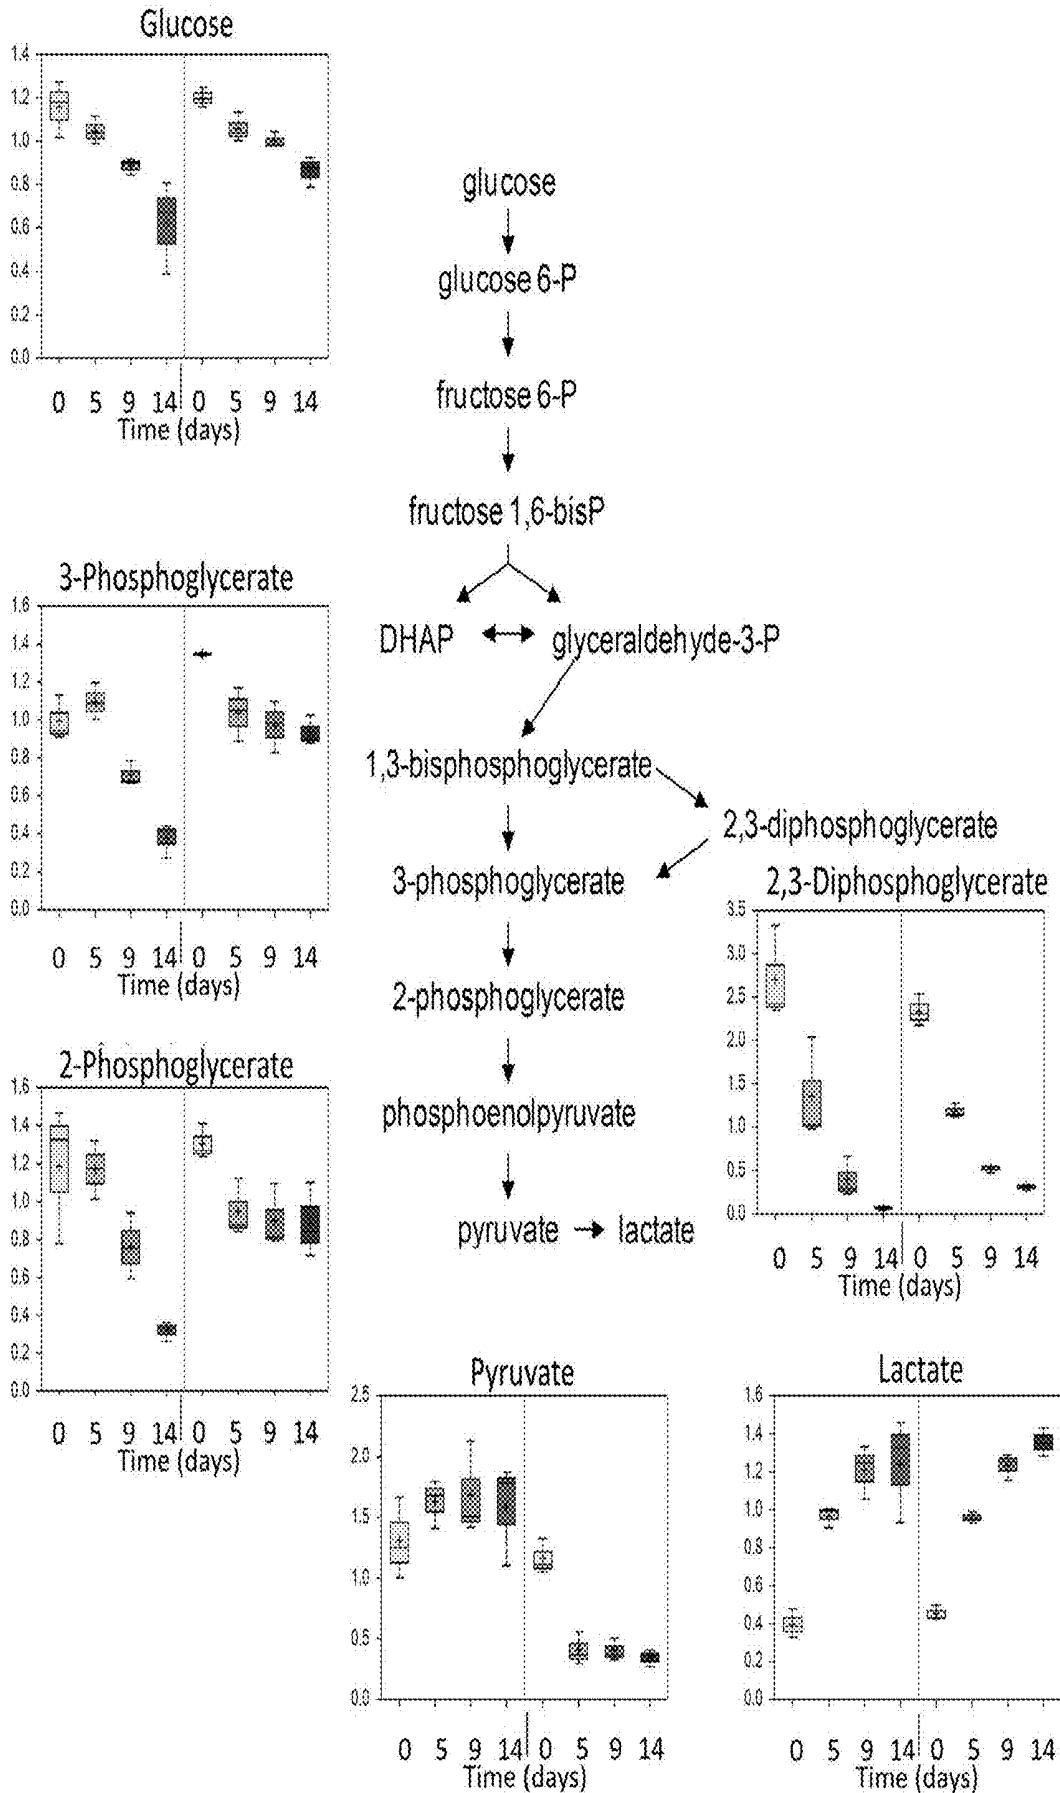 Glucose
1.4
1.2
1.0
0.8
0.6
0.4
0.2
0.0
0 5 9 14 0 5 9 14
Time (days)
glucose
glucose 6-P
fructose 6-P
fructose 1,6-bisP
DHAP glyceraldehyde-3-P
1,3-bisphosphoglycerate
2,3-diphosphoglycerate
3-phosphoglycerate
2-phosphoglycerate
phosphoenolpyruvate
pyruvate lactate
3-Phosphoglycerate
1.6
1.4
1.2
1.0
0.8
0.6
0.4
0.2
0.0
0 5 9 14 0 5 9 14
Time (days)
2,3-Diphosphoglycerate
3.5
3.0
2.5
2.0
1.5
1.0
0.5
0.0
0 5 9 14 0 5 9 14
Time (days)
2-Phosphoglycerate
1.6
1.4
1.2
1.0
0.8
0.6
0.4
0.2
0.0
0 5 9 14 0 5 9 14
Time (days)
Pyruvate
2.5
2.0
1.5
1.0
0.5
0.0
0 5 9 14 0 5 9 14
Time (days)
Lactate
1.6
1.4
1.2
1.0
0.8
0.6
0.4
0.2
0.0
0 5 9 14 0 5 9 14
Time (days)